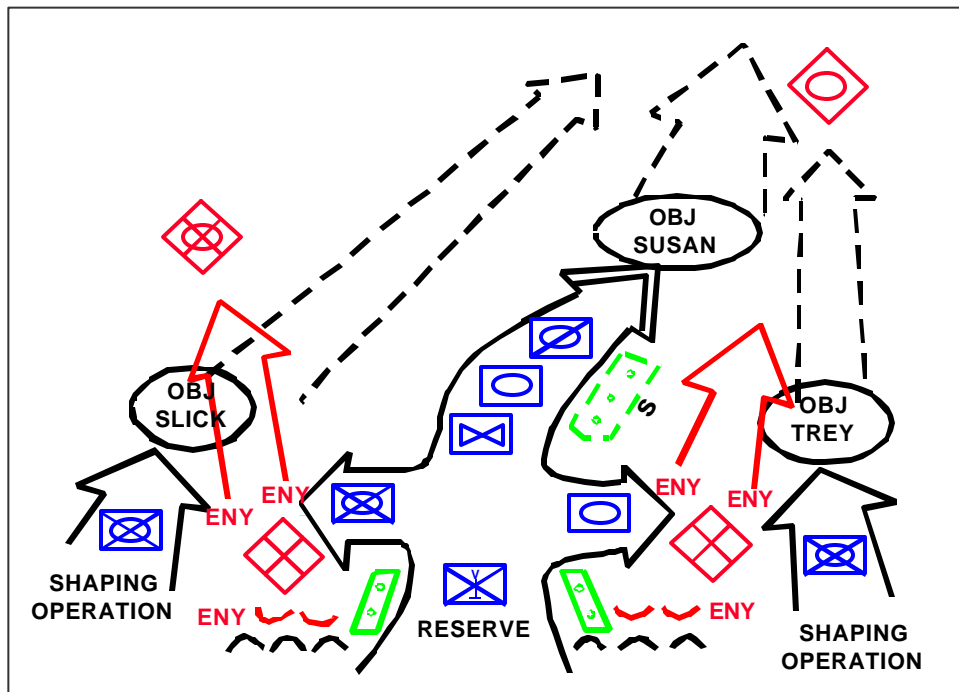 OBJ
SUSAN
OBJ
SLICK
S
OBJ
TREY
ENY
ENY
ENY
ENY
SHAPING
OPERATION
ENY
RESERVE
ENY
SHAPING
OPERATION